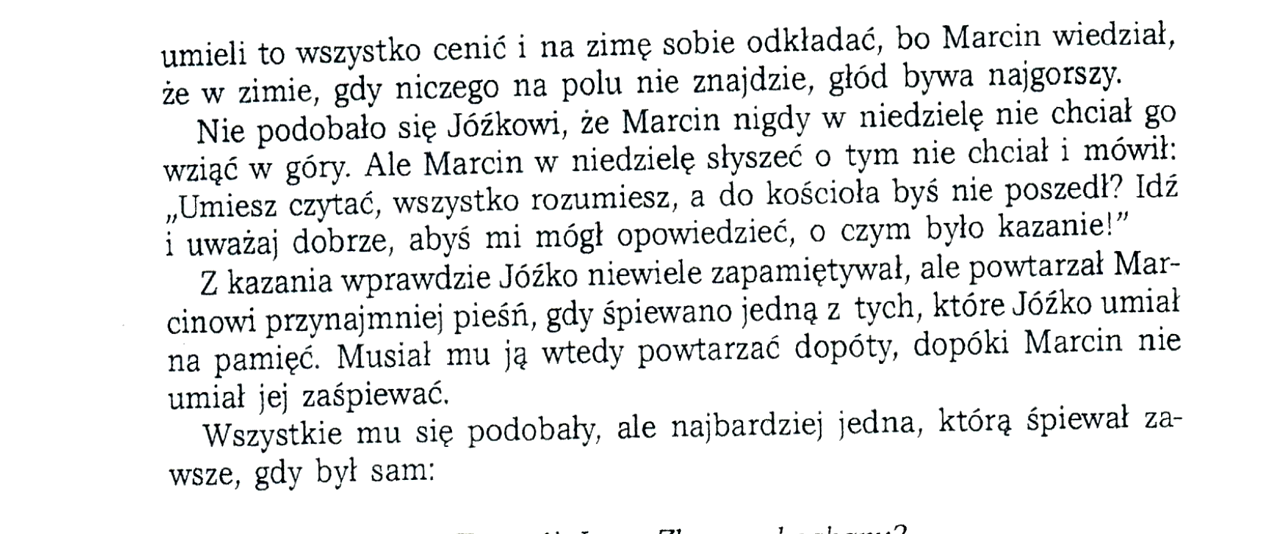 umieli to wszystko cenić i na zimę sobie odkładać, bo Marcin wiedział,
że w zimie, gdy niczego na polu nie znajdzie, głód bywa najgorszy.
Nie podobało się Jóźkowi, że Marcin nigdy w niedzielę nie chciał go
wziąć w góry. Ale Marcin w niedzielę słyszeć o tym nie chciał i mówił:
„Umiesz czytać, wszystko rozumiesz, a do kościoła byś nie poszedł? Idź
i uważaj dobrze, abyś mi mógł opowiedzieć, o czym było kazanie!”
Z kazania wprawdzie Jóźko niewiele zapamiętywał, ale powtarzał Mar-
cinowi przynajmniej pieśń, gdy śpiewano jedną z tych, które Jóźko umiał
na pamięć. Musiał mu ją wtedy powtarzać dopóty, dopóki Marcin nie
umiał jej zaśpiewać.
Wszystkie mu się podobały, ale najbardziej jedna, którą śpiewał za-
wsze, gdy był sam: